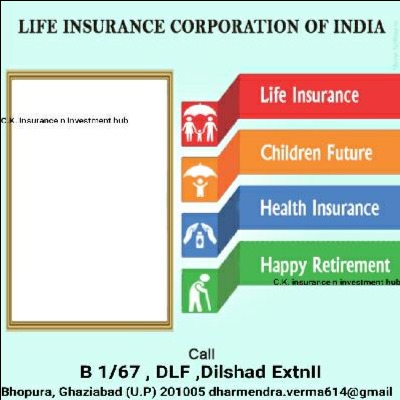 LIFE INSURANCE CORPORATION OF INDIA
Life Insurance
C.K. insurance n investment hub
Children Future
Health Insurance
Happy Retirement
C.K. insurance n investment hub
Call
B 1/67 , DLF ,Dilshad ExtnII
Bhopura, Ghaziabad (U.P) 201005 dharmendra.verma614@gmail